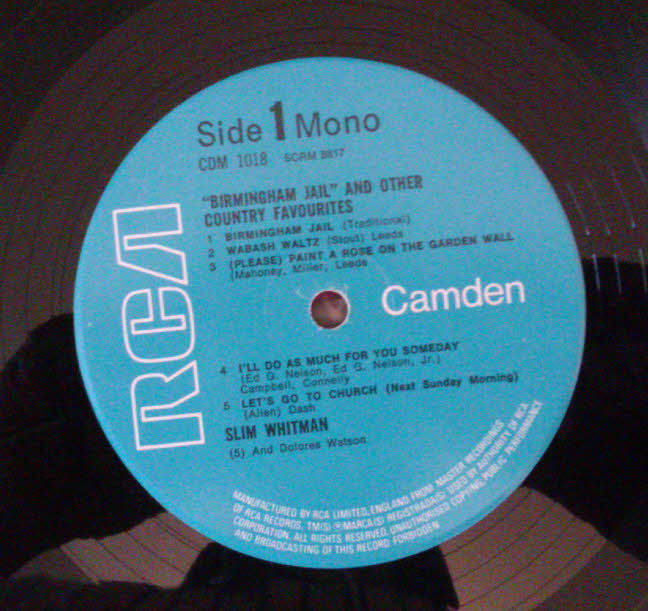 RCA
Side 1 Mono
CDM 1018 SCRM 8617
"BIRMINGHAM JAIL" AND OTHER
COUNTRY FAVOURITES
1 BIRMINGHAM JAIL (Traditional)
2 WABASH WALTZ (Stout) Leeds
3 (PLEASE) PAINT A ROSE ON THE GARDEN WALL
(Mahoney, Miller, Leeds
Camden
4 I'LL DO AS MUCH FOR YOU SOMEDAY
(Ed G. Nelson, Ed G. Nelson, Jr.)
Campbell, Connelly
5 LET'S GO TO CHURCH (Next Sunday Morning)
(Allen) Dash
SLIM WHITMAN
(5) And Dolores Watson
MANUFACTURED BY RCA LIMITED, ENGLAND FROM MASTER RECORDINGS
OF RCA RECORDS. TM(S) ® MARCA(S) REGISTRADA(S) USED BY AUTHORITY OF RCA
CORPORATION. ALL RIGHTS RESERVED. UNAUTHORISED COPYING, PUBLIC PERFORMANCE
AND BROADCASTING OF THIS RECORD FORBIDDEN